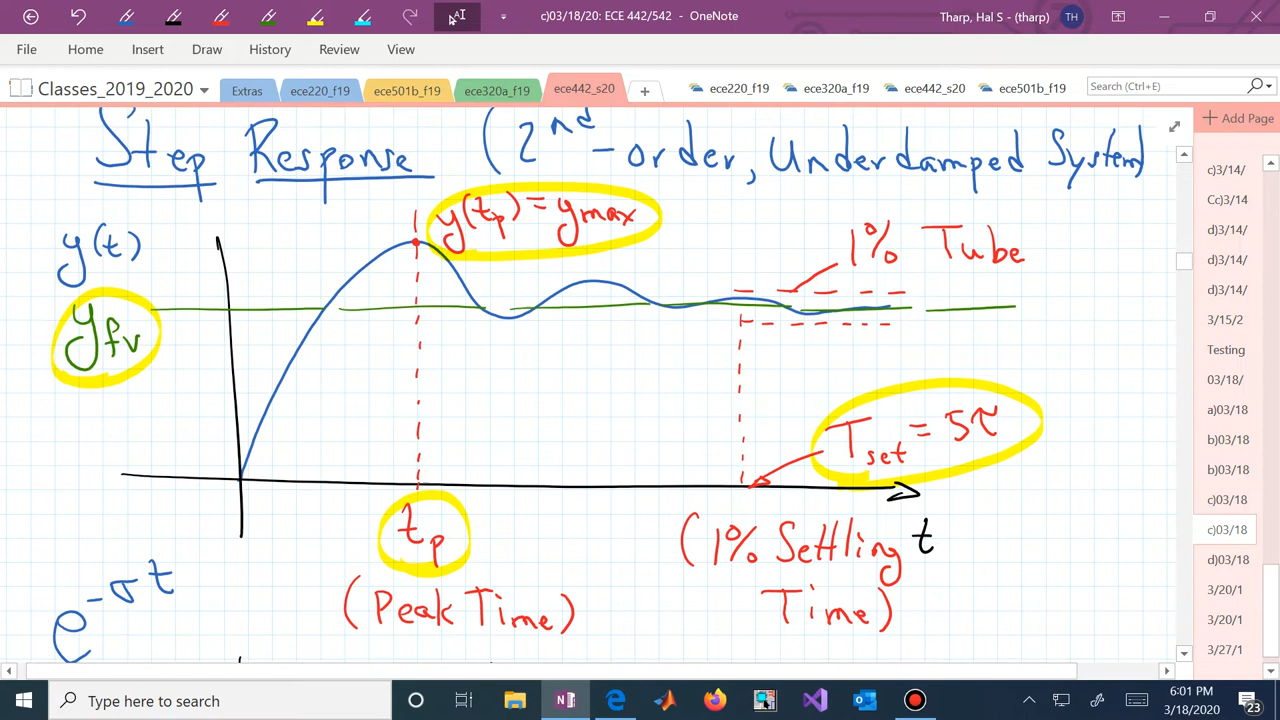 c)03/18/20: ECE 442/542 - OneNote
Tharp, Hal S (tharp) TH
File Home Insert Draw History Review View
Classes_2019_2020 Extras ece220_f19 ece501b_f19 ece320a_f19 ece442_s20 ece220_f19 ece320a_f19 ece442_s20 ece501b_f19 Search (Ctrl+E)
Add Page
Step Response (2nd-order, Underdamped System)
y(t)
y(tp) = ymax
1% Tube
yfv
Tset = 5τ
tp
(Peak Time)
(1% Settling
Time)
t
e-σt
c)3/14/
Cc)3/14
d)3/14/
d)3/14/
d)3/14/
3/15/2
Testing
03/18/
a)03/18
b)03/18
b)03/18
c)03/18
c)03/18
d)03/18
3/20/1
3/20/1
3/27/1
Type here to search
6:01 PM
3/18/2020
23